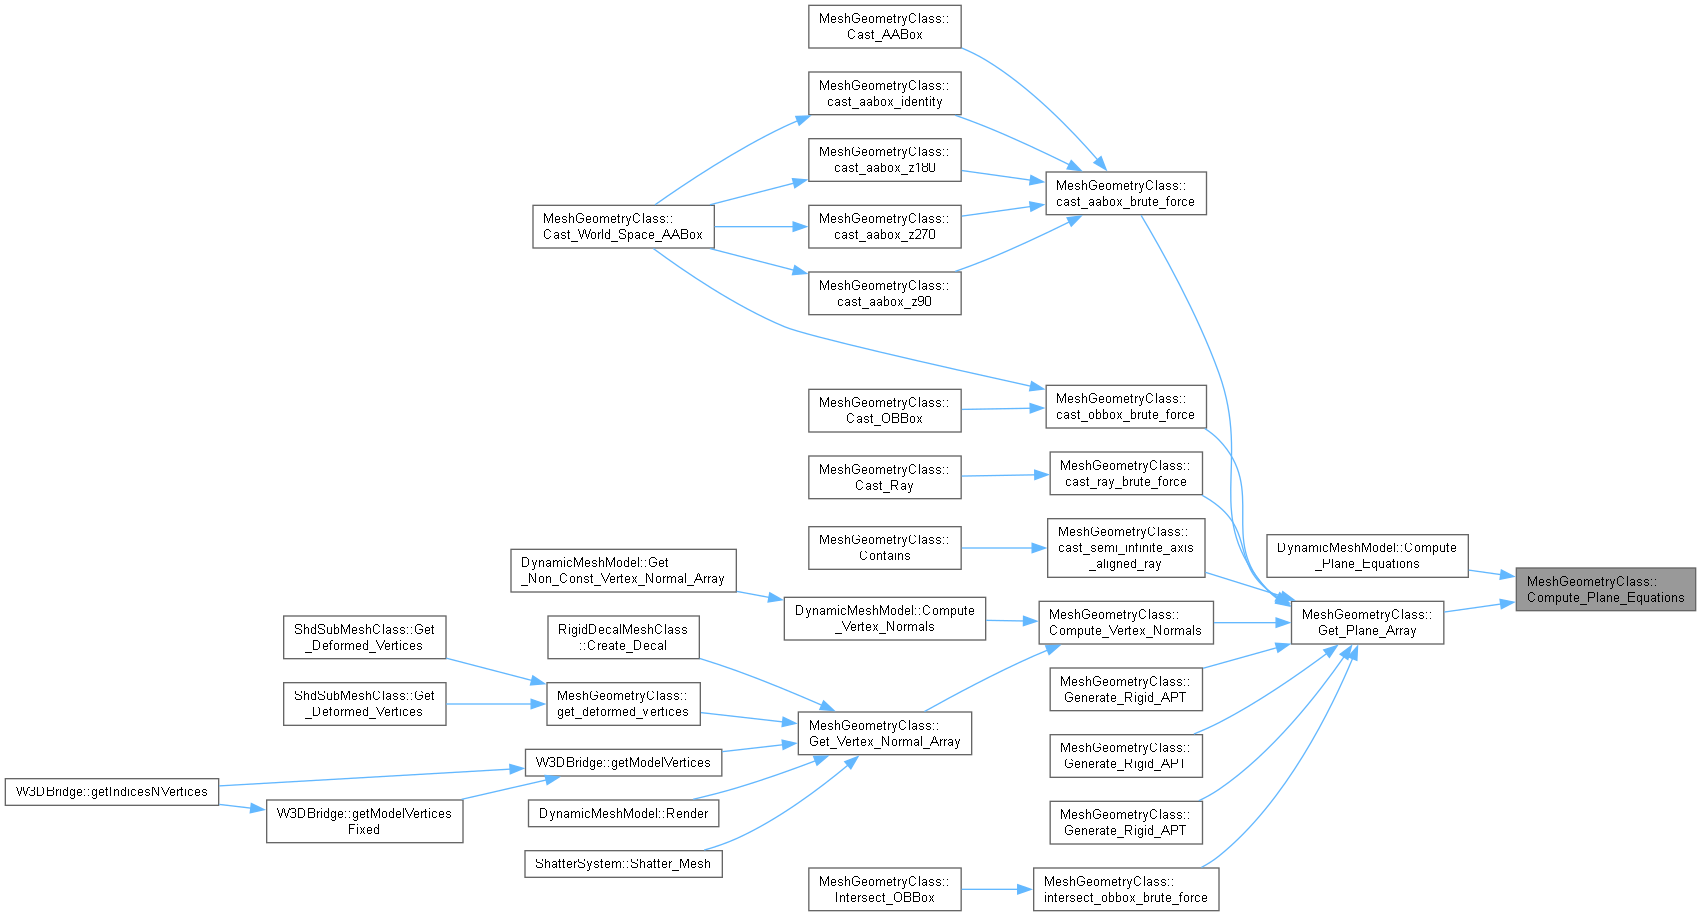 MeshGeometryClass::
Cast_AABox
MeshGeometryClass::
cast_aabox_identity
MeshGeometryClass::
cast_aabox_z180
MeshGeometryClass::
cast_aabox_brute_force
MeshGeometryClass::
Cast_World_Space_AABox
MeshGeometryClass::
cast_aabox_z270
MeshGeometryClass::
cast_aabox_z90
MeshGeometryClass::
Cast_OBBox
MeshGeometryClass::
cast_obbox_brute_force
MeshGeometryClass::
Cast_Ray
MeshGeometryClass::
cast_ray_brute_force
MeshGeometryClass::
Contains
MeshGeometryClass::
cast_semi_infinite_axis
_aligned_ray
DynamicMeshModel::Compute
_Plane_Equations
MeshGeometryClass::
Compute_Plane_Equations
DynamicMeshModel::Get
_Non_Const_Vertex_Normal_Array
DynamicMeshModel::Compute
_Vertex_Normals
MeshGeometryClass::
Compute_Vertex_Normals
MeshGeometryClass::
Get_Plane_Array
ShdSubMeshClass::Get
_Deformed_Vertices
RigidDecalMeshClass
::Create_Decal
ShdSubMeshClass::Get
_Deformed_Vertices
MeshGeometryClass::
get_deformed_vertices
MeshGeometryClass::
Generate_Rigid_APT
MeshGeometryClass::
Get_Vertex_Normal_Array
MeshGeometryClass::
Generate_Rigid_APT
W3DBridge::getModelVertices
W3DBridge::getIndicesNVertices
W3DBridge::getModelVertices
Fixed
DynamicMeshModel::Render
MeshGeometryClass::
Generate_Rigid_APT
ShatterSystem::Shatter_Mesh
MeshGeometryClass::
Intersect_OBBox
MeshGeometryClass::
intersect_obbox_brute_force